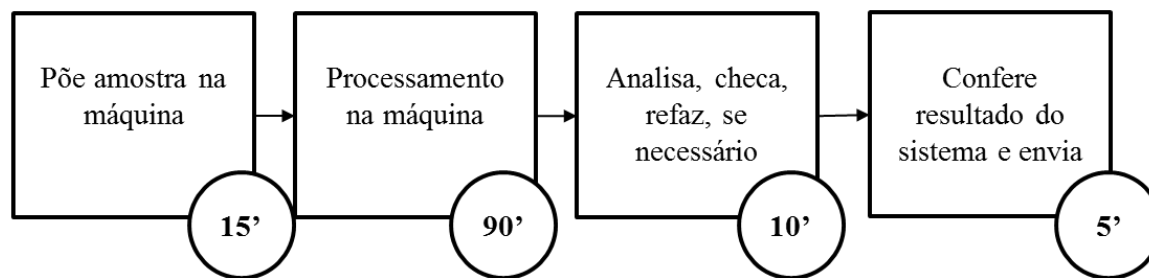 Põe amostra na
máquina
15’
Processamento
na máquina
90’
Analisa, checa,
refaz, se
necessário
10’
Confere
resultado do
sistema e envia
5’